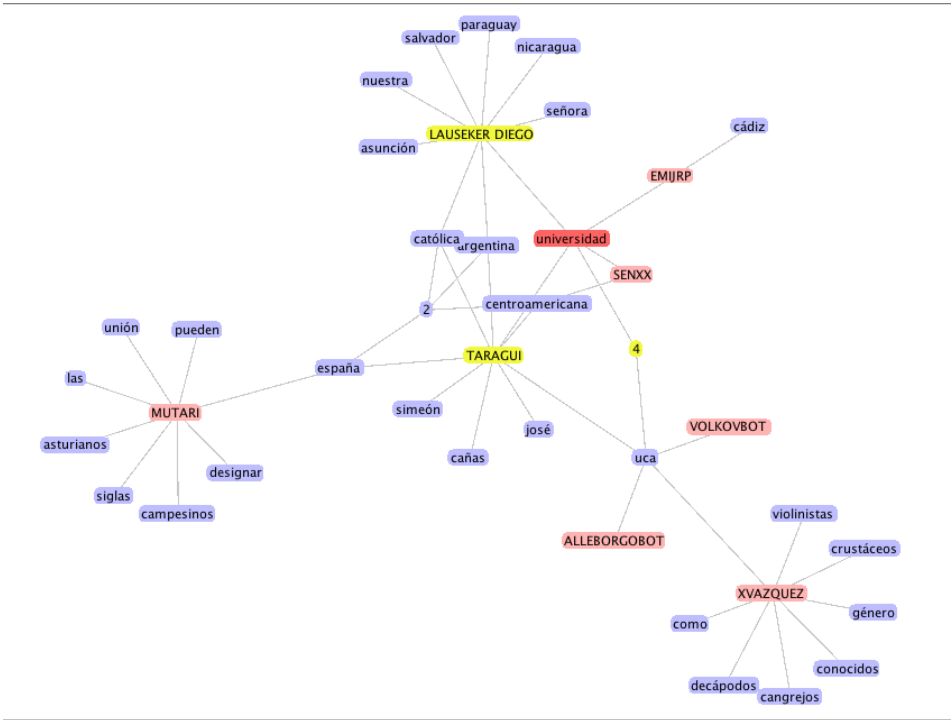 paraguay
salvador
nicaragua
nuestra
señora
cádiz
LAUSEKER DIEGO
asunción
EMIJRP
católica
argentina
universidad
SENXX
2
centroamericana
unión
pueden
4
TARAGUI
españa
las
simeón
MUTARI
VOLKOVBOT
josé
asturianos
cañas
uca
designar
siglas
campesinos
violinistas
ALLEBORGOBOT
crustáceos
XVAZQUEZ
género
como
conocidos
decápodos
cangrejos